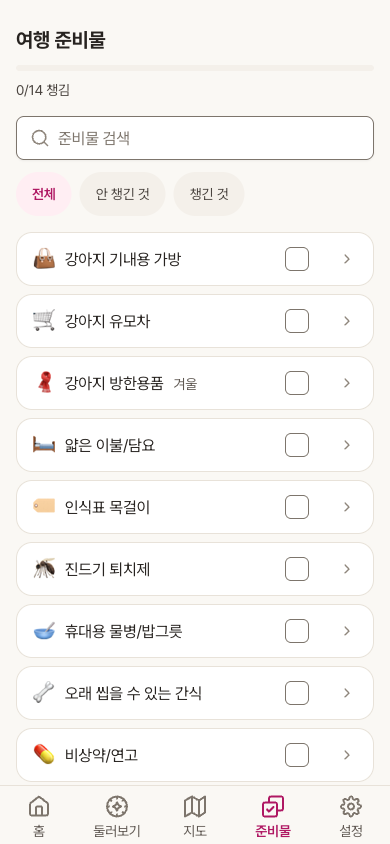 여행 준비물
0/14 챙김
준비물 검색
전체 안 챙긴 것 챙긴 것
강아지 기내용 가방
강아지 유모차
강아지 방한용품 겨울
얇은 이불/담요
인식표 목걸이
진드기 퇴치제
휴대용 물병/밥그릇
오래 씹을 수 있는 간식
비상약/연고
홈 둘러보기 지도 준비물 설정